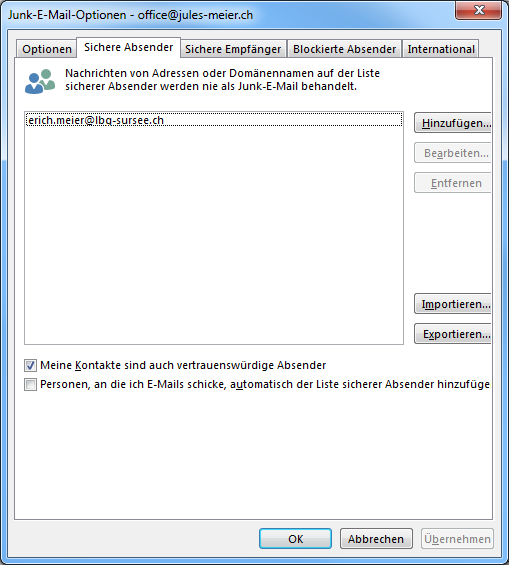 Junk-E-Mail-Optionen - office@jules-meier.ch
Optionen
Sichere Absender
Sichere Empfänger
Blockierte Absender
International
Nachrichten von Adressen oder Domänennamen auf der Liste
sicherer Absender werden nie als Junk-E-Mail behandelt.
erich.meier@lbq-sursee.ch
Hinzufügen...
Bearbeiten...
Entfernen
Importieren...
Exportieren...
Meine Kontakte sind auch vertrauenswürdige Absender
Personen, an die ich E-Mails schicke, automatisch der Liste sicherer Absender hinzufüge
OK
Abbrechen
Übernehmen